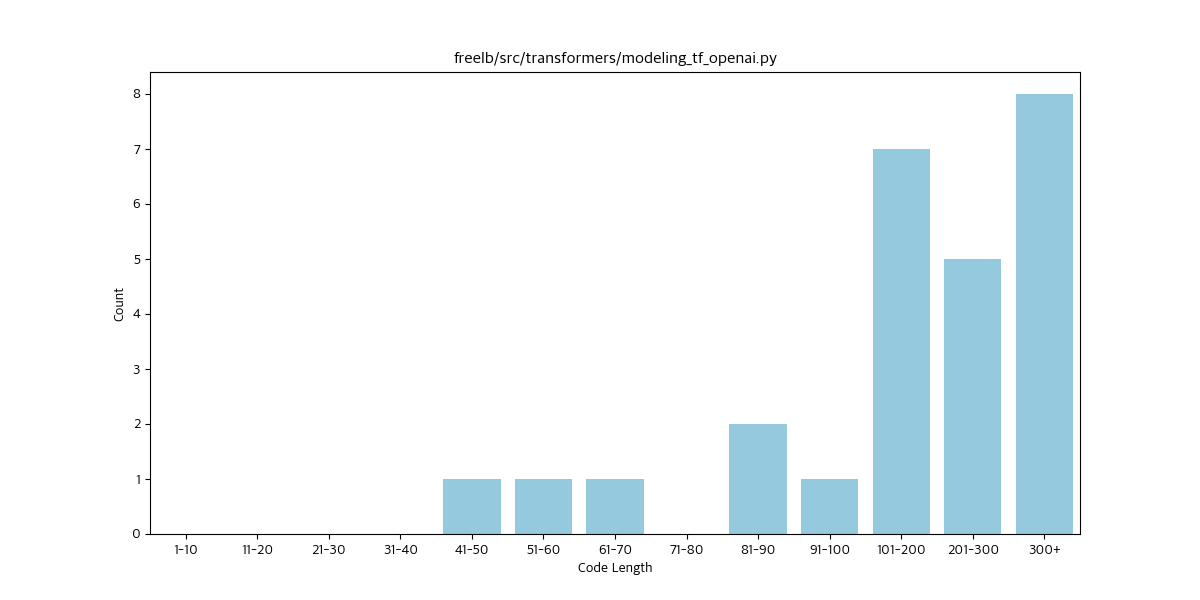 freelb/src/transformers/modeling_tf_openai.py
8
7
6
5
4
3
2
1
0
Count
1-10 11-20 21-30 31-40 41-50 51-60 61-70 71-80 81-90 91-100 101-200 201-300 300+
Code Length